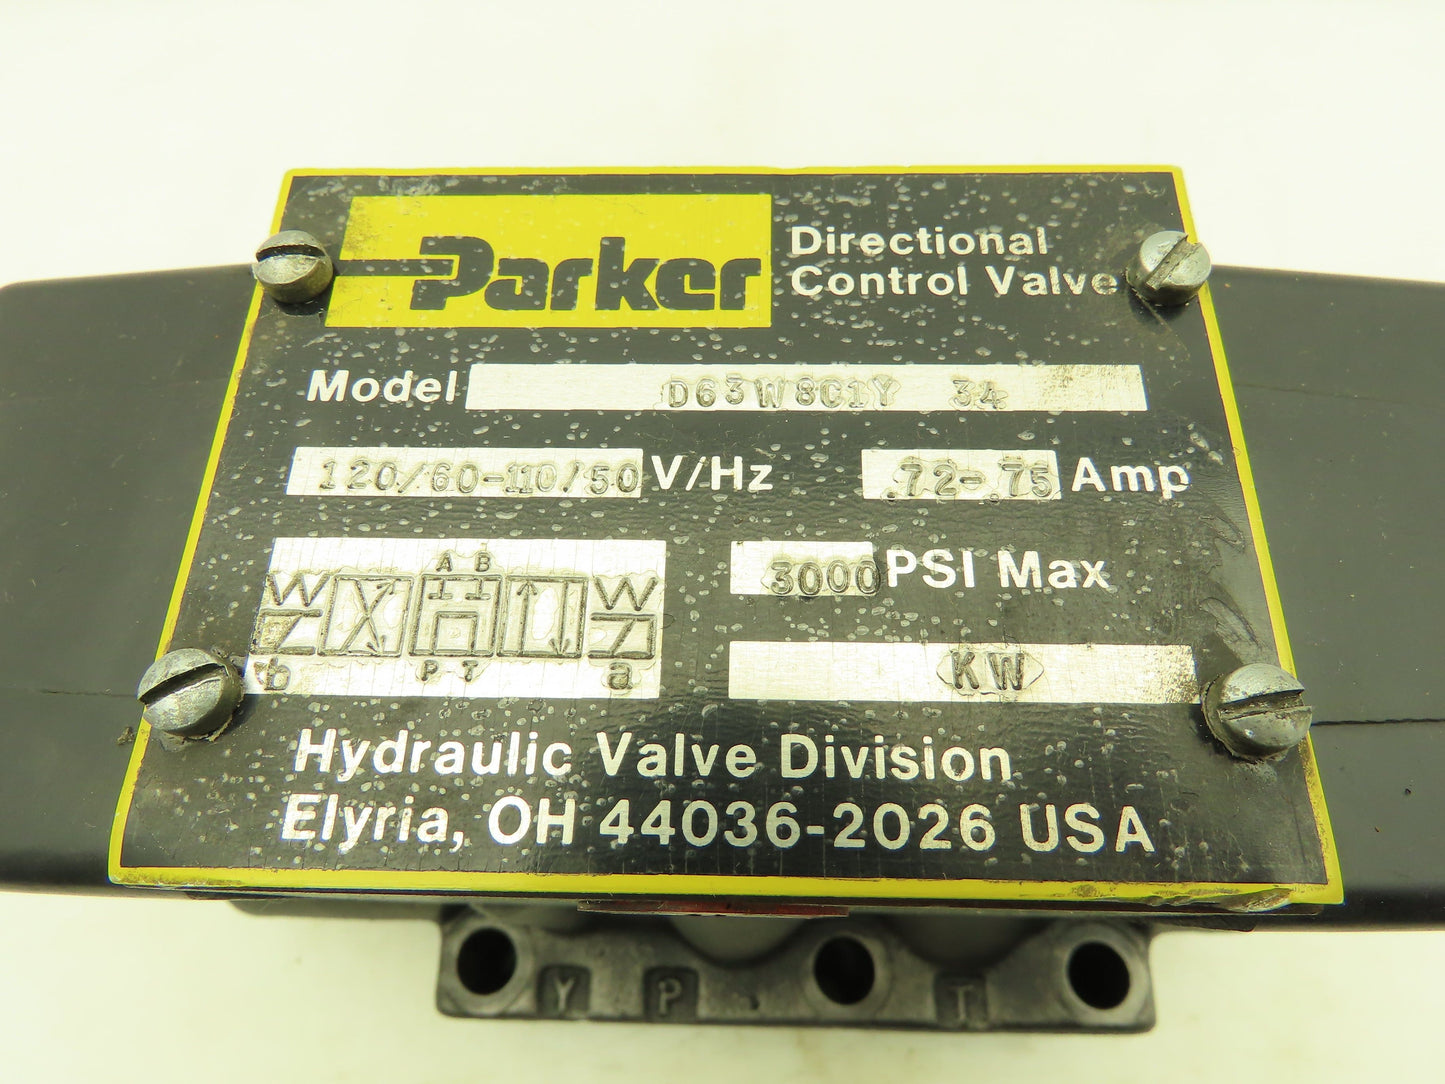 Parker
Directional
Control Valve
Model D63W8C1Y 34
120/60-110/50 V/Hz .72-.75 Amp
A B
3000 PSI Max
b P T a
KW
Hydraulic Valve Division
Elyria, OH 44036-2026 USA
Y P T